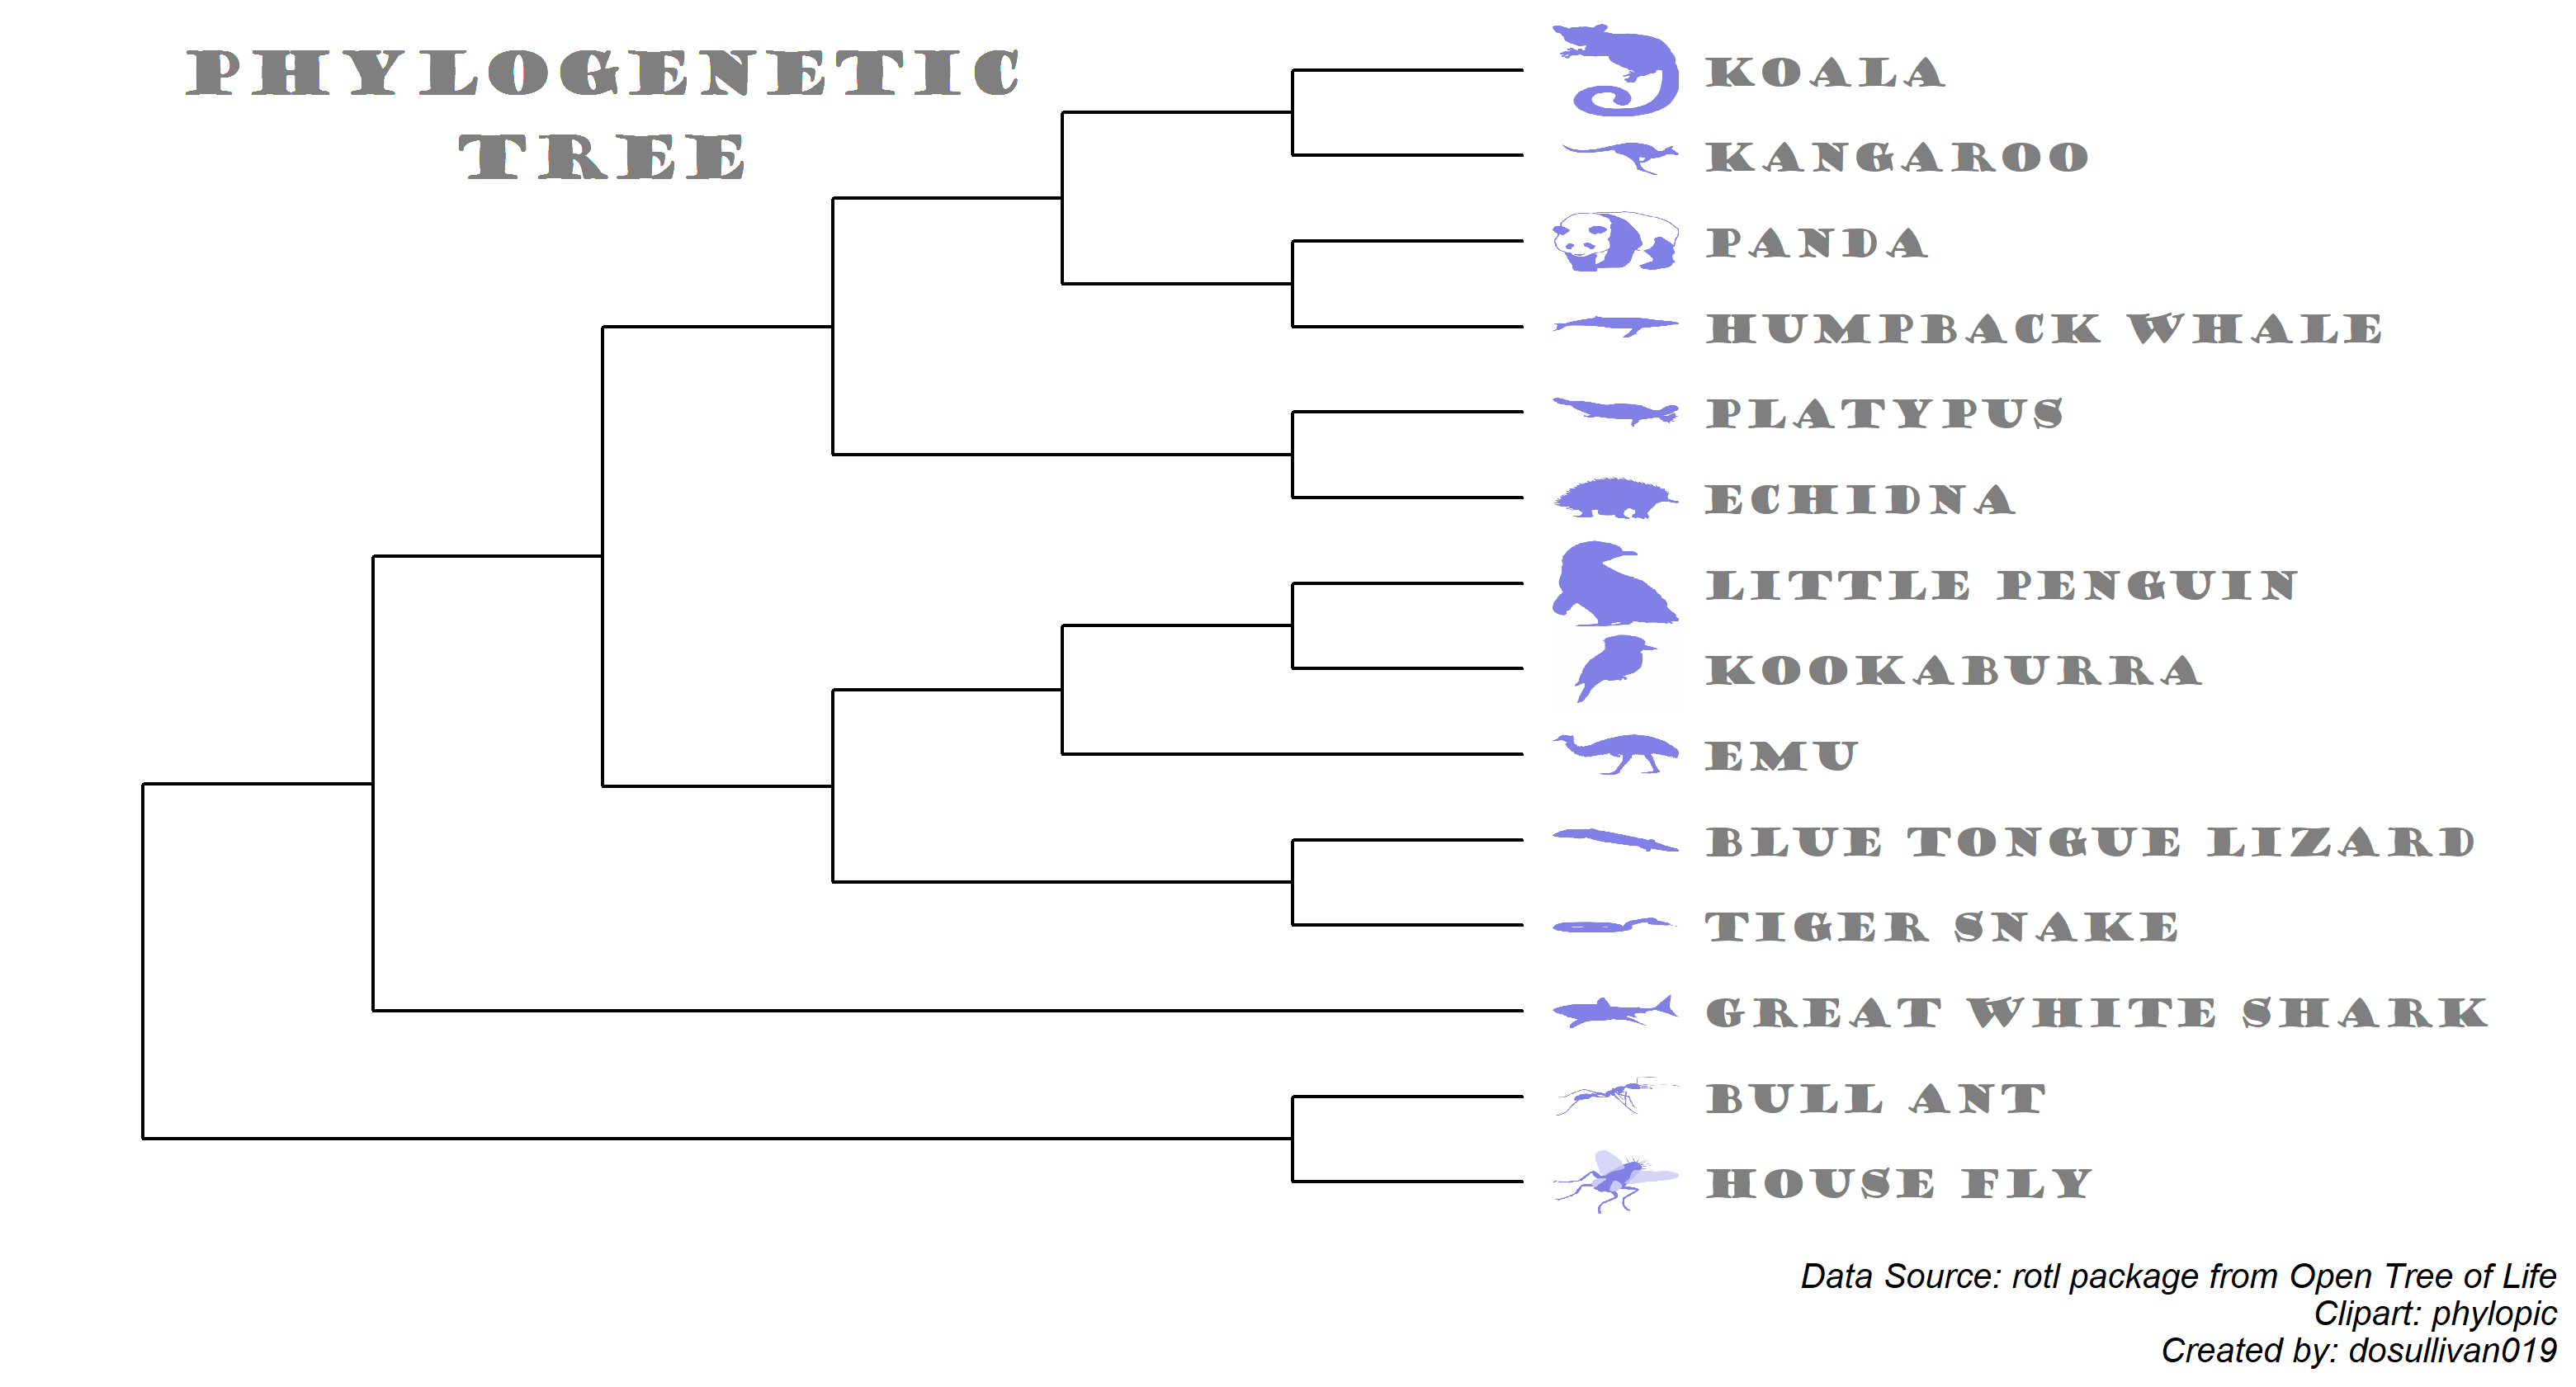 PHYLOGENETIC
TREE
KOALA
KANGAROO
PANDA
HUMPBACK WHALE
PLATYPUS
ECHIDNA
LITTLE PENGUIN
KOOKABURRA
EMU
BLUE TONGUE LIZARD
TIGER SNAKE
GREAT WHITE SHARK
BULL ANT
HOUSE FLY
Data Source: rotl package from Open Tree of Life
Clipart: phylopic
Created by: dosullivan019